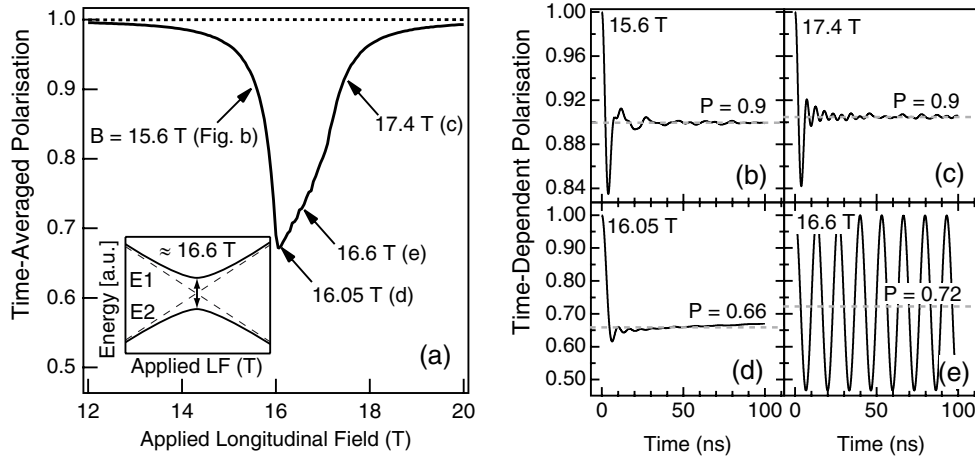 Time-Averaged Polarisation
1.0
0.9
0.8
0.7
0.6
0.5
12
14
16
18
20
Applied Longitudinal Field (T)
B = 15.6 T (Fig. b)
17.4 T (c)
16.6 T (e)
16.05 T (d)
(a)
≈ 16.6 T
E1
E2
Energy [a.u.]
Applied LF (T)
Time-Dependent Polarisation
1.00
0.96
0.92
0.88
0.84
15.6 T
P = 0.9
(b)
17.4 T
P = 0.9
(c)
1.00
0.90
0.80
0.70
0.60
0.50
16.05 T
P = 0.66
(d)
16.6 T
P = 0.72
(e)
0
50
100
0
50
100
Time (ns)
Time (ns)